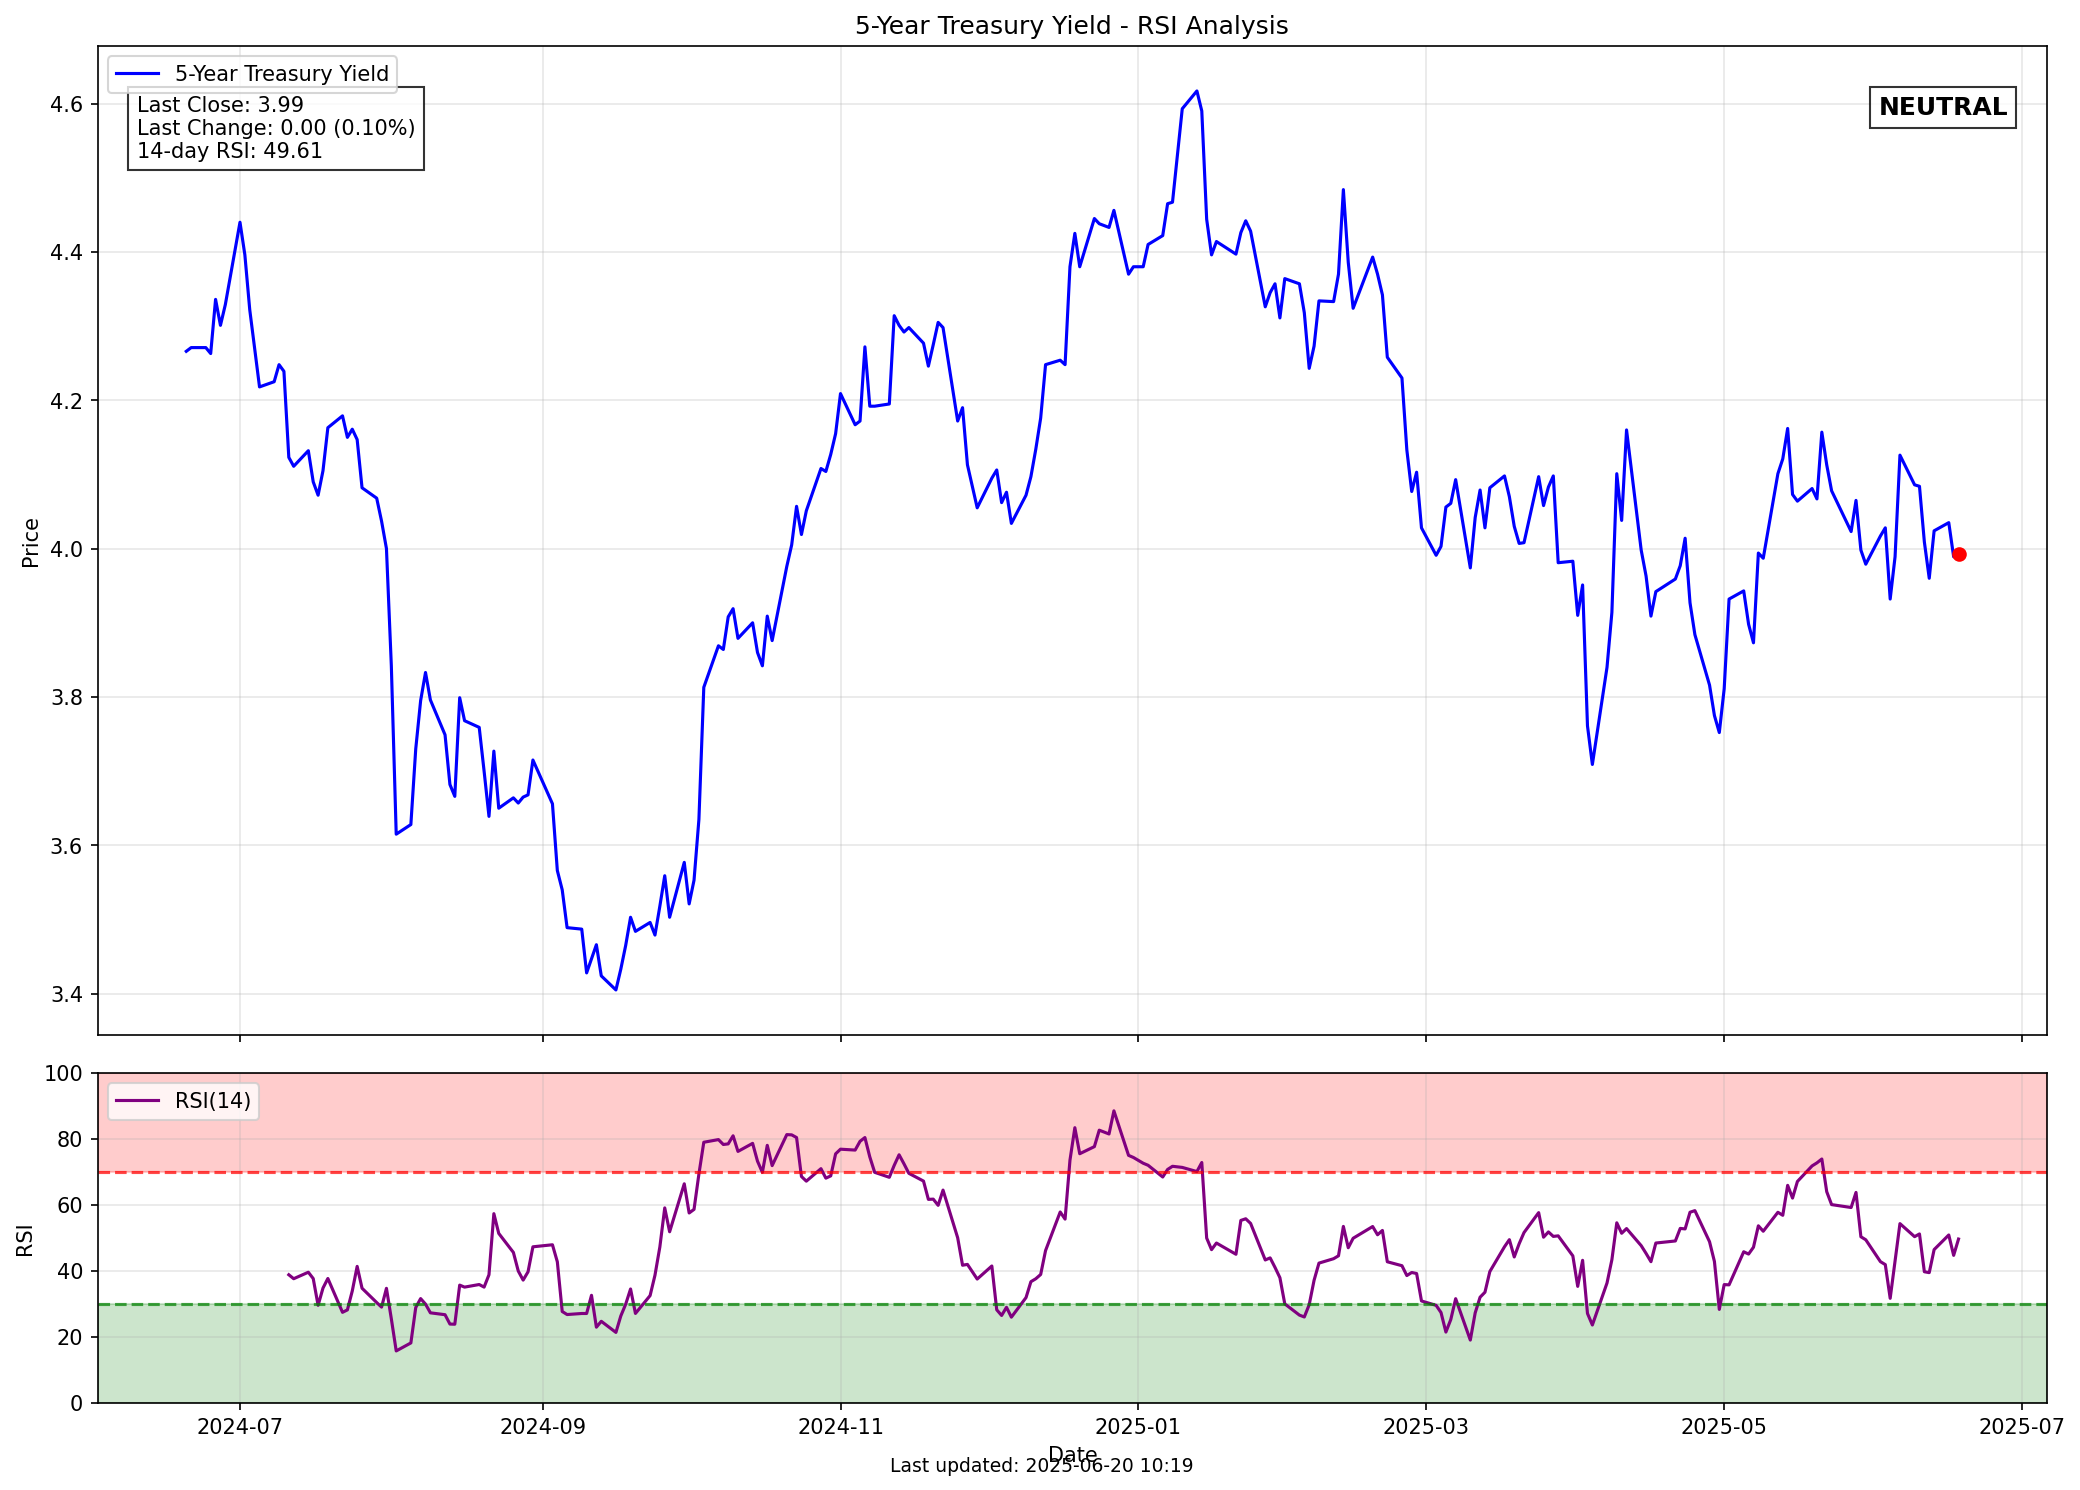 5-Year Treasury Yield - RSI Analysis
5-Year Treasury Yield
Last Close: 3.99
Last Change: 0.00 (0.10%)
14-day RSI: 49.61
NEUTRAL
4.6
4.4
4.2
4.0
3.8
3.6
3.4
Price
RSI(14)
100
80
60
40
20
0
RSI
2024-07
2024-09
2024-11
2025-01
2025-03
2025-05
2025-07
Date
Last updated: 2025-06-20 10:19